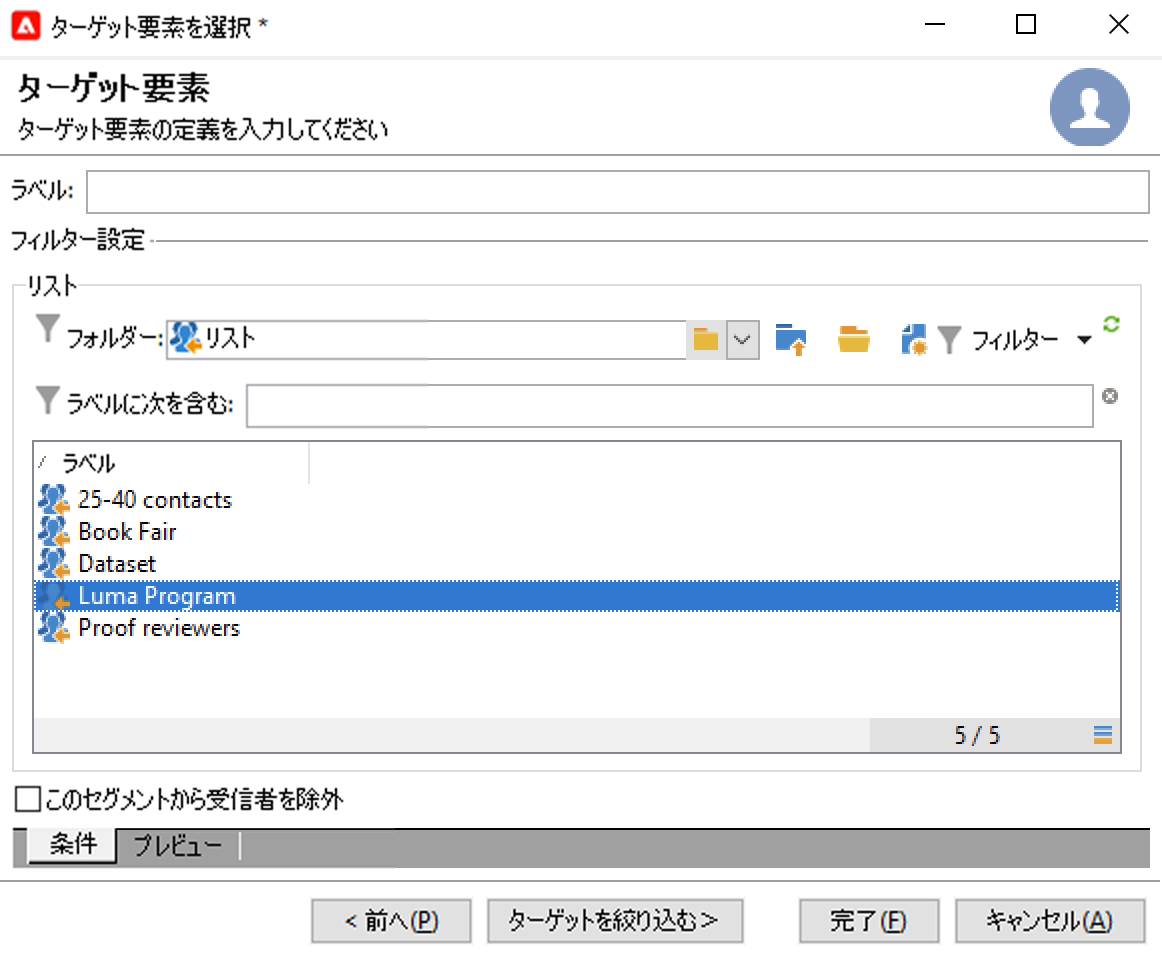 ターゲット要素を選択 *
ターゲット要素
ターゲット要素の定義を入力してください
ラベル:
フィルター設定
リスト
フォルダー: リスト フィルター
ラベルに次を含む:
ラベル
25-40 contacts
Book Fair
Dataset
Luma Program
Proof reviewers
5 / 5
このセグメントから受信者を除外
条件 プレビュー
< 前へ(P) ターゲットを絞り込む > 完了(F) キャンセル(A)